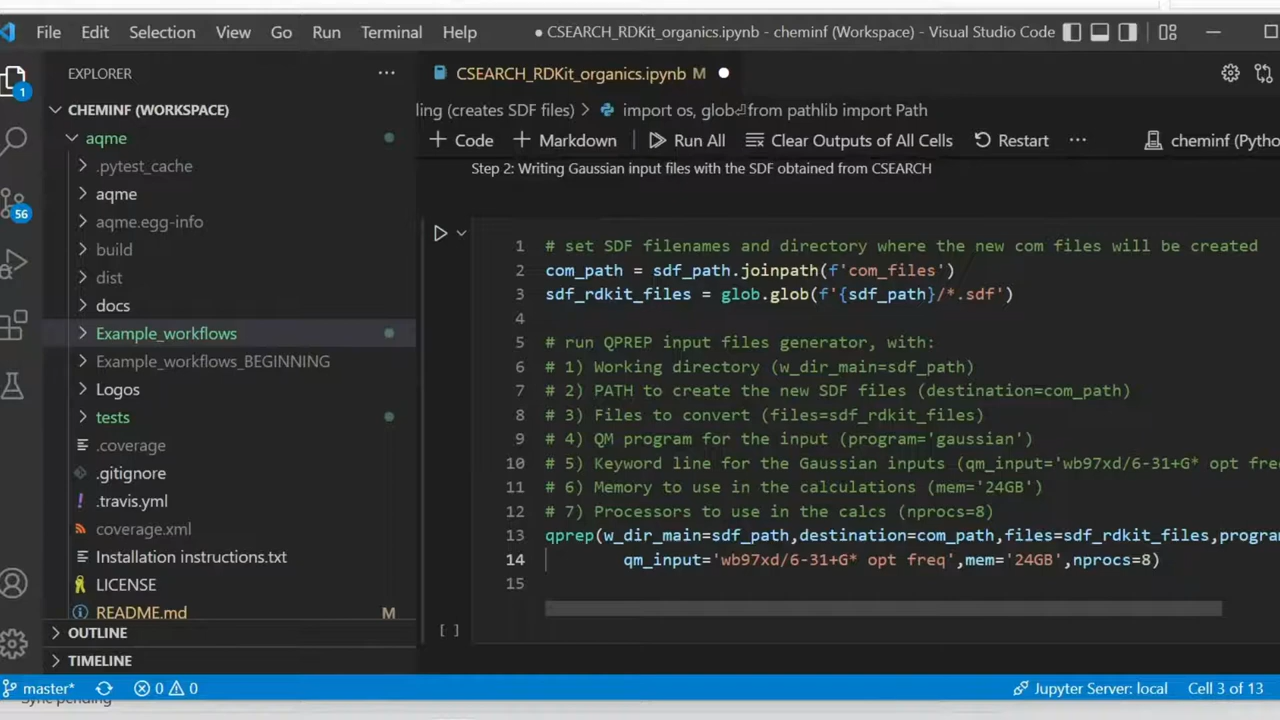 File Edit Selection View Go Run Terminal Help
● CSEARCH_RDKit_organics.ipynb - cheminf (Workspace) - Visual Studio Code
EXPLORER
1
CHEMINF (WORKSPACE)
aqme
.pytest_cache
aqme
aqme.egg-info
56
build
dist
docs
Example_workflows
Example_workflows_BEGINNING
Logos
tests
.coverage
.gitignore
.travis.yml
coverage.xml
Installation instructions.txt
LICENSE
README.md M
OUTLINE
TIMELINE
CSEARCH_RDKit_organics.ipynb M
ling (creates SDF files) > import os, glob⏎from pathlib import Path
+ Code + Markdown Run All Clear Outputs of All Cells Restart ··· cheminf (Pytho
Step 2: Writing Gaussian input files with the SDF obtained from CSEARCH
1 # set SDF filenames and directory where the new com files will be created
2 com_path = sdf_path.joinpath(f'com_files')
3 sdf_rdkit_files = glob.glob(f'{sdf_path}/*.sdf')
4
5 # run QPREP input files generator, with:
6 # 1) Working directory (w_dir_main=sdf_path)
7 # 2) PATH to create the new SDF files (destination=com_path)
8 # 3) Files to convert (files=sdf_rdkit_files)
9 # 4) QM program for the input (program='gaussian')
10 # 5) Keyword line for the Gaussian inputs (qm_input='wb97xd/6-31+G* opt fre
11 # 6) Memory to use in the calculations (mem='24GB')
12 # 7) Processors to use in the calcs (nprocs=8)
13 qprep(w_dir_main=sdf_path,destination=com_path,files=sdf_rdkit_files,progra
14 qm_input='wb97xd/6-31+G* opt freq',mem='24GB',nprocs=8)
15
[ ]
master* 0 0 Jupyter Server: local Cell 3 of 13
Sync pending